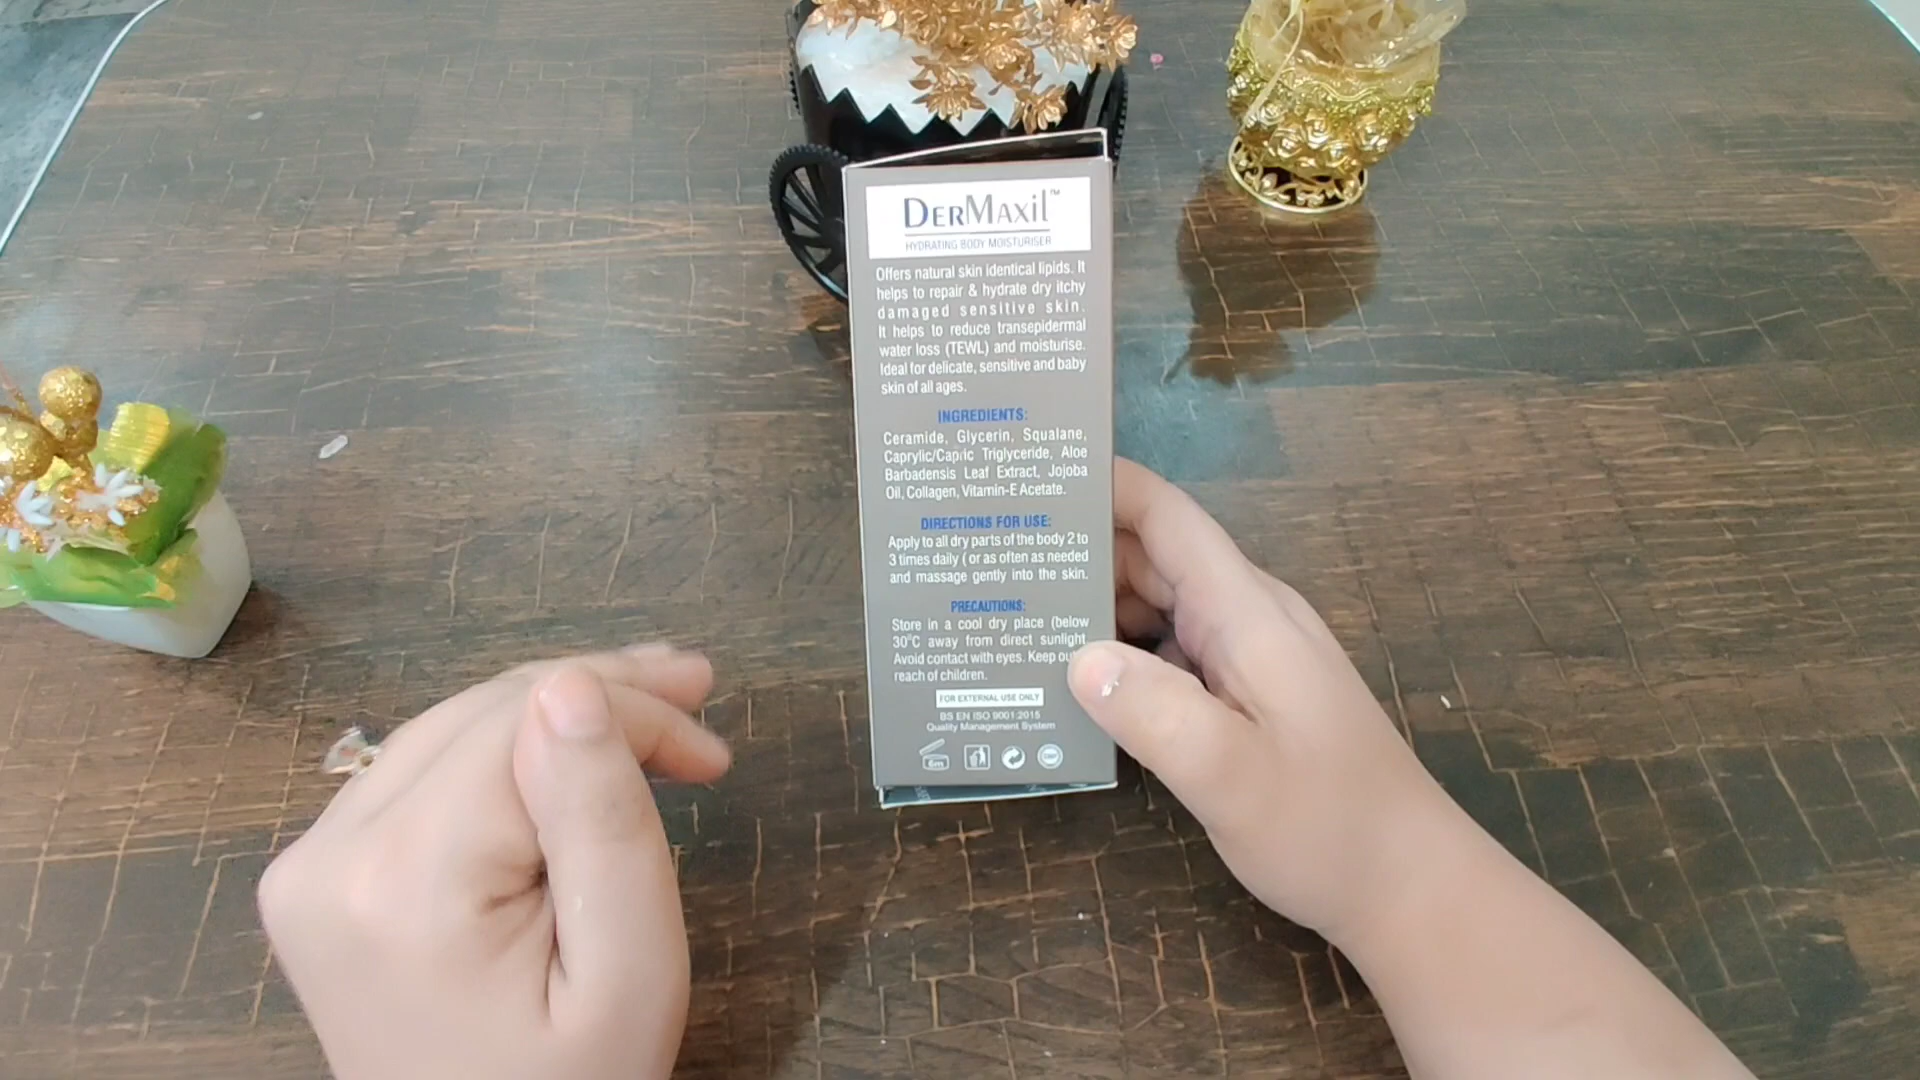 DERMAXIL™
HYDRATING BODY MOISTURISER
Offers natural skin identical lipids. It
helps to repair & hydrate dry itchy
damaged sensitive skin.
It helps to reduce transepidermal
water loss (TEWL) and moisturise.
Ideal for delicate, sensitive and baby
skin of all ages.
INGREDIENTS:
Ceramide, Glycerin, Squalane,
Caprylic/Capric Triglyceride, Aloe
Barbadensis Leaf Extract, Jojoba
Oil, Collagen, Vitamin-E Acetate.
DIRECTIONS FOR USE:
Apply to all dry parts of the body 2 to
3 times daily ( or as often as needed
and massage gently into the skin.
PRECAUTIONS:
Store in a cool dry place (below
30°C away from direct sunlight
Avoid contact with eyes. Keep
reach of children.
FOR EXTERNAL USE ONLY
BS EN ISO 9001:2015
Quality Management System
6m